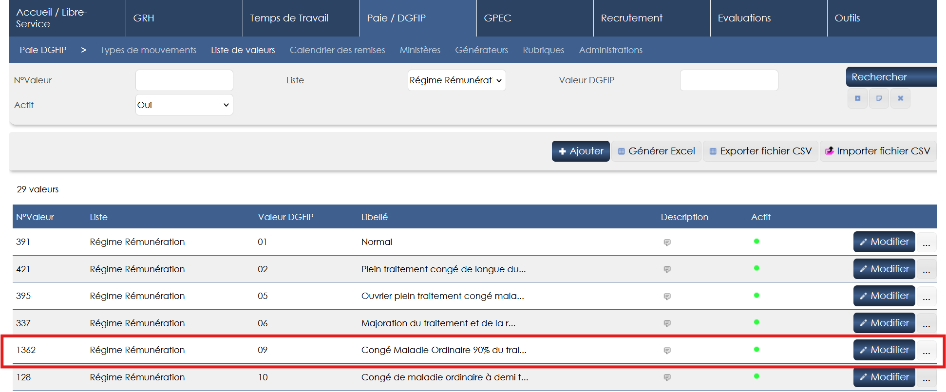 Accueil / Libre-Service GRH Temps de Travail Paie / DGFIP GPEC Recrutement Evaluations Outils
Paie DGFIP > Types de mouvements Liste de valeurs Calendrier des remises Ministères Générateurs Rubriques Administrations
N°Valeur Liste Régime Rémunérat Valeur DGFIP Rechercher
Actif Oui
Ajouter Générer Excel Exporter fichier CSV Importer fichier CSV
29 valeurs
N°Valeur Liste Valeur DGFIP Libellé Description Actif
391 Régime Rémunération 01 Normal Modifier ...
421 Régime Rémunération 02 Plein traitement congé de longue du... Modifier ...
395 Régime Rémunération 05 Ouvrier plein traitement congé mala... Modifier ...
337 Régime Rémunération 06 Majoration du traitement et de la r... Modifier ...
1362 Régime Rémunération 09 Congé Maladie Ordinaire 90% du trai... Modifier ...
128 Régime Rémunération 10 Congé de maladie ordinaire à demi t... Modifier ...